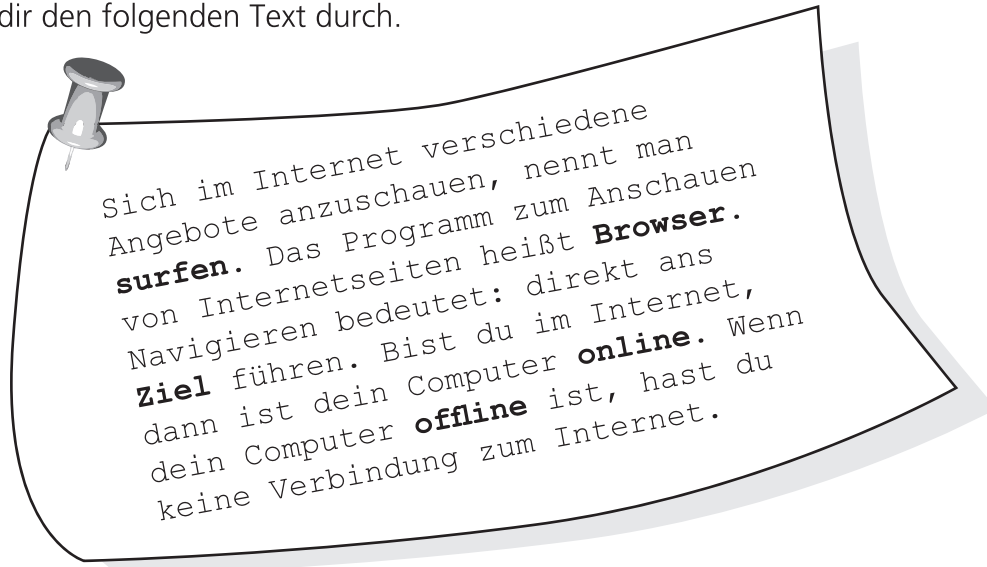 dir den folgenden Text durch.
Sich im Internet verschiedene
Angebote anzuschauen, nennt man
surfen. Das Programm zum Anschauen
von Internetseiten heißt Browser.
Navigieren bedeutet: direkt ans
Ziel führen. Bist du im Internet,
dann ist dein Computer online. Wenn
dein Computer offline ist, hast du
keine Verbindung zum Internet.